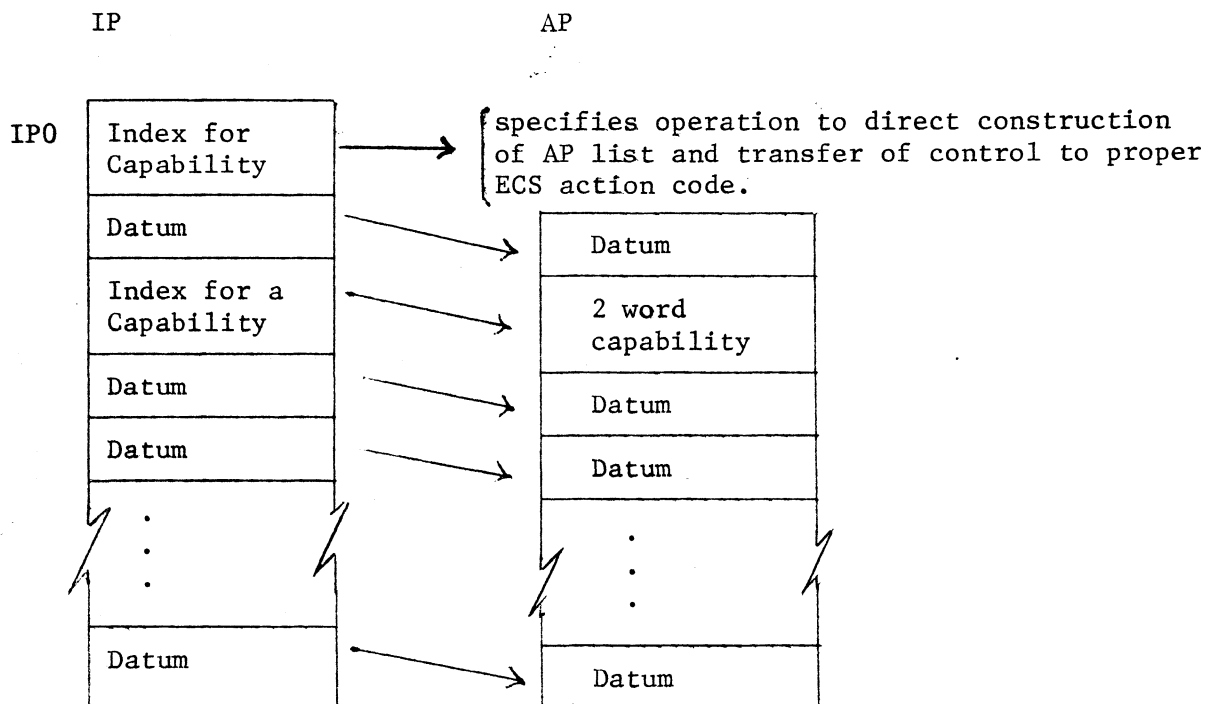 IP
AP
IP0
Index for
Capability
specifies operation to direct construction
of AP list and transfer of control to proper
ECS action code.
Datum
Index for a
Capability
Datum
Datum
Datum
Datum
2 word
capability
Datum
Datum
Datum